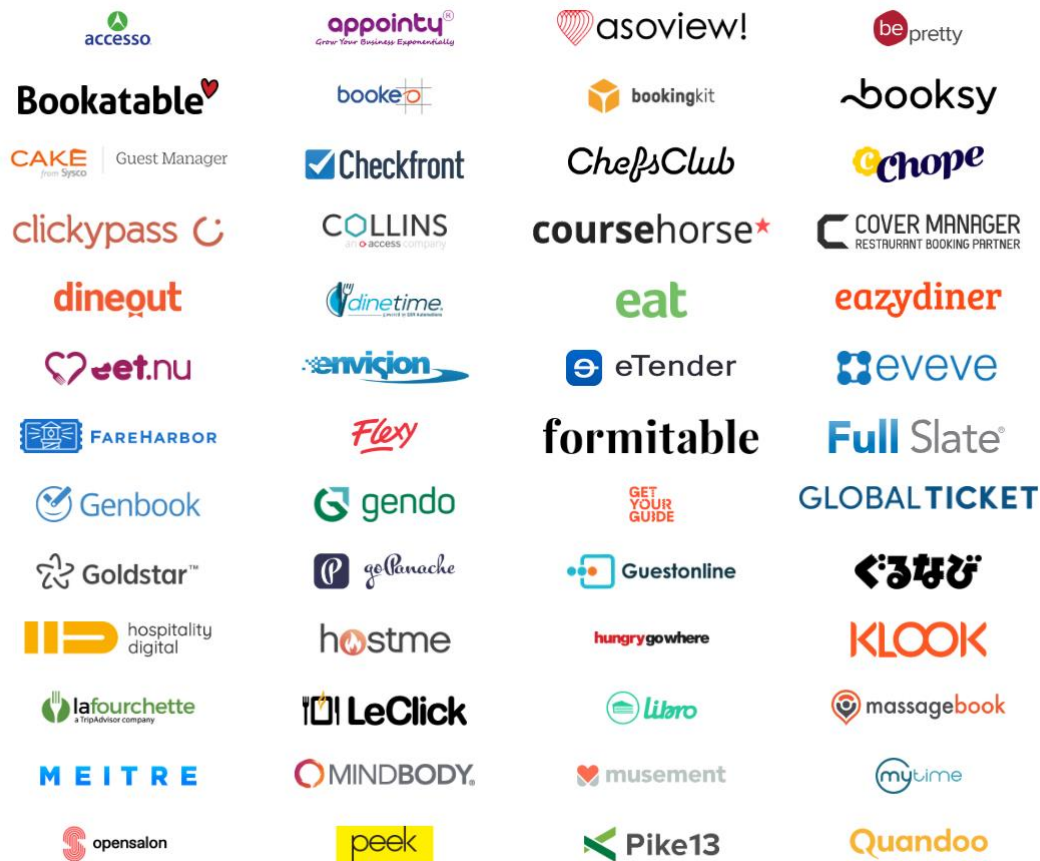 accesso
appointy®
Grow Your Business Exponentially
asoview!
be pretty
Bookatable
bookeo
bookingkit
booksy
CAKE from Sysco
Guest Manager
Checkfront
ChefsClub
Chope
clickypass
COLLINS
an access company
coursehorse
COVER MANAGER
RESTAURANT BOOKING PARTNER
dineout
dinetime.
eat
eazydiner
eet.nu
envision
eTender
eveve
FAREHARBOR
Flexy
formitable
Full Slate®
Genbook
gendo
GET
YOUR
GUIDE
GLOBALTICKET
Goldstar™
goPanache
Guestonline
ぐるなび
hospitality
digital
hostme
hungrygowhere
KLOOK
lafourchette
a TripAdvisor company
LeClick
libro
massagebook
MEITRE
MINDBODY®
musement
mytime
opensalon
peek
Pike13
Quandoo